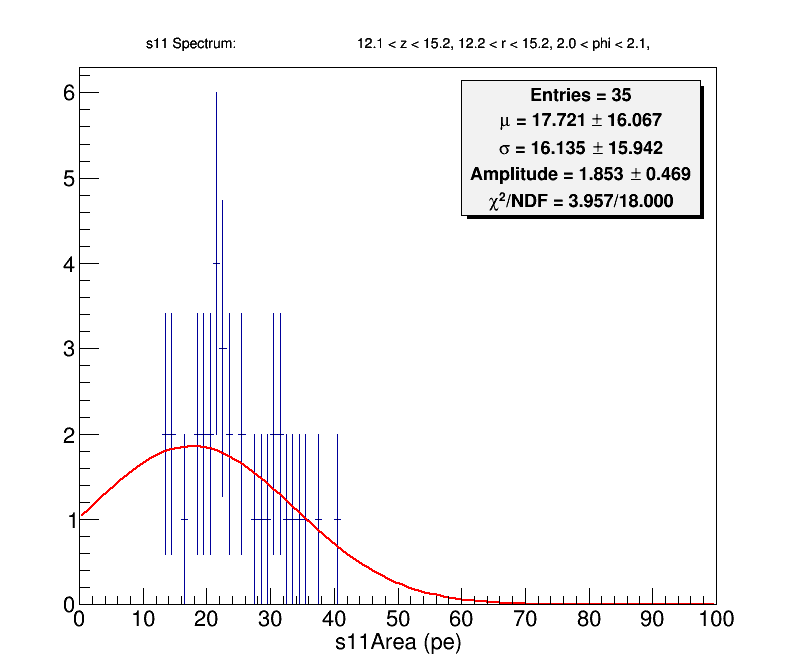 s11 Spectrum: 12.1 < z < 15.2, 12.2 < r < 15.2, 2.0 < phi < 2.1,
Entries = 35
μ = 17.721 ± 16.067
σ = 16.135 ± 15.942
Amplitude = 1.853 ± 0.469
χ²/NDF = 3.957/18.000
6
5
4
3
2
1
0
0 10 20 30 40 50 60 70 80 90 100
s11Area (pe)